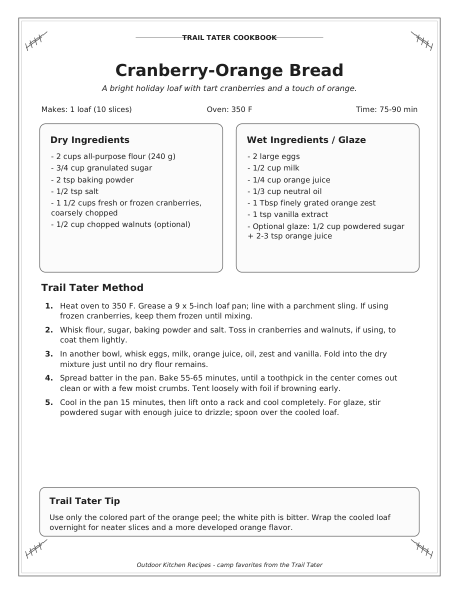 TRAIL TATER COOKBOOK
Cranberry-Orange Bread
A bright holiday loaf with tart cranberries and a touch of orange.
Makes: 1 loaf (10 slices) Oven: 350 F Time: 75-90 min
Dry Ingredients
- 2 cups all-purpose flour (240 g)
- 3/4 cup granulated sugar
- 2 tsp baking powder
- 1/2 tsp salt
- 1 1/2 cups fresh or frozen cranberries,
coarsely chopped
- 1/2 cup chopped walnuts (optional)
Wet Ingredients / Glaze
- 2 large eggs
- 1/2 cup milk
- 1/4 cup orange juice
- 1/3 cup neutral oil
- 1 Tbsp finely grated orange zest
- 1 tsp vanilla extract
- Optional glaze: 1/2 cup powdered sugar
+ 2-3 tsp orange juice
Trail Tater Method
1. Heat oven to 350 F. Grease a 9 x 5-inch loaf pan; line with a parchment sling. If using
frozen cranberries, keep them frozen until mixing.
2. Whisk flour, sugar, baking powder and salt. Toss in cranberries and walnuts, if using, to
coat them lightly.
3. In another bowl, whisk eggs, milk, orange juice, oil, zest and vanilla. Fold into the dry
mixture just until no dry flour remains.
4. Spread batter in the pan. Bake 55-65 minutes, until a toothpick in the center comes out
clean or with a few moist crumbs. Tent loosely with foil if browning early.
5. Cool in the pan 15 minutes, then lift onto a rack and cool completely. For glaze, stir
powdered sugar with enough juice to drizzle; spoon over the cooled loaf.
Trail Tater Tip
Use only the colored part of the orange peel; the white pith is bitter. Wrap the cooled loaf
overnight for neater slices and a more developed orange flavor.
Outdoor Kitchen Recipes - camp favorites from the Trail Tater